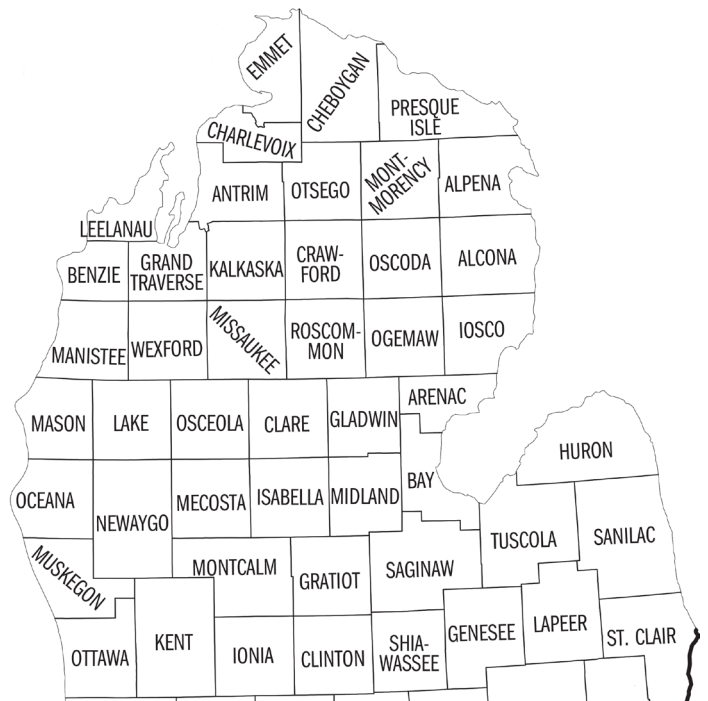 EMMET
CHEBOYGAN
PRESQUE
ISLE
CHARLEVOIX
ANTRIM
OTSEGO
MONT-
MORENCY
ALPENA
LEELANAU
BENZIE
GRAND
TRAVERSE
KALKASKA
CRAW-
FORD
OSCODA
ALCONA
MANISTEE
WEXFORD
MISSAUKEE
ROSCOM-
MON
OGEMAW
IOSCO
MASON
LAKE
OSCEOLA
CLARE
GLADWIN
ARENAC
HURON
OCEANA
NEWAYGO
MECOSTA
ISABELLA
MIDLAND
BAY
TUSCOLA
SANILAC
MUSKEGON
MONTCALM
GRATIOT
SAGINAW
OTTAWA
KENT
IONIA
CLINTON
SHIA-
WASSEE
GENESEE
LAPEER
ST. CLAIR